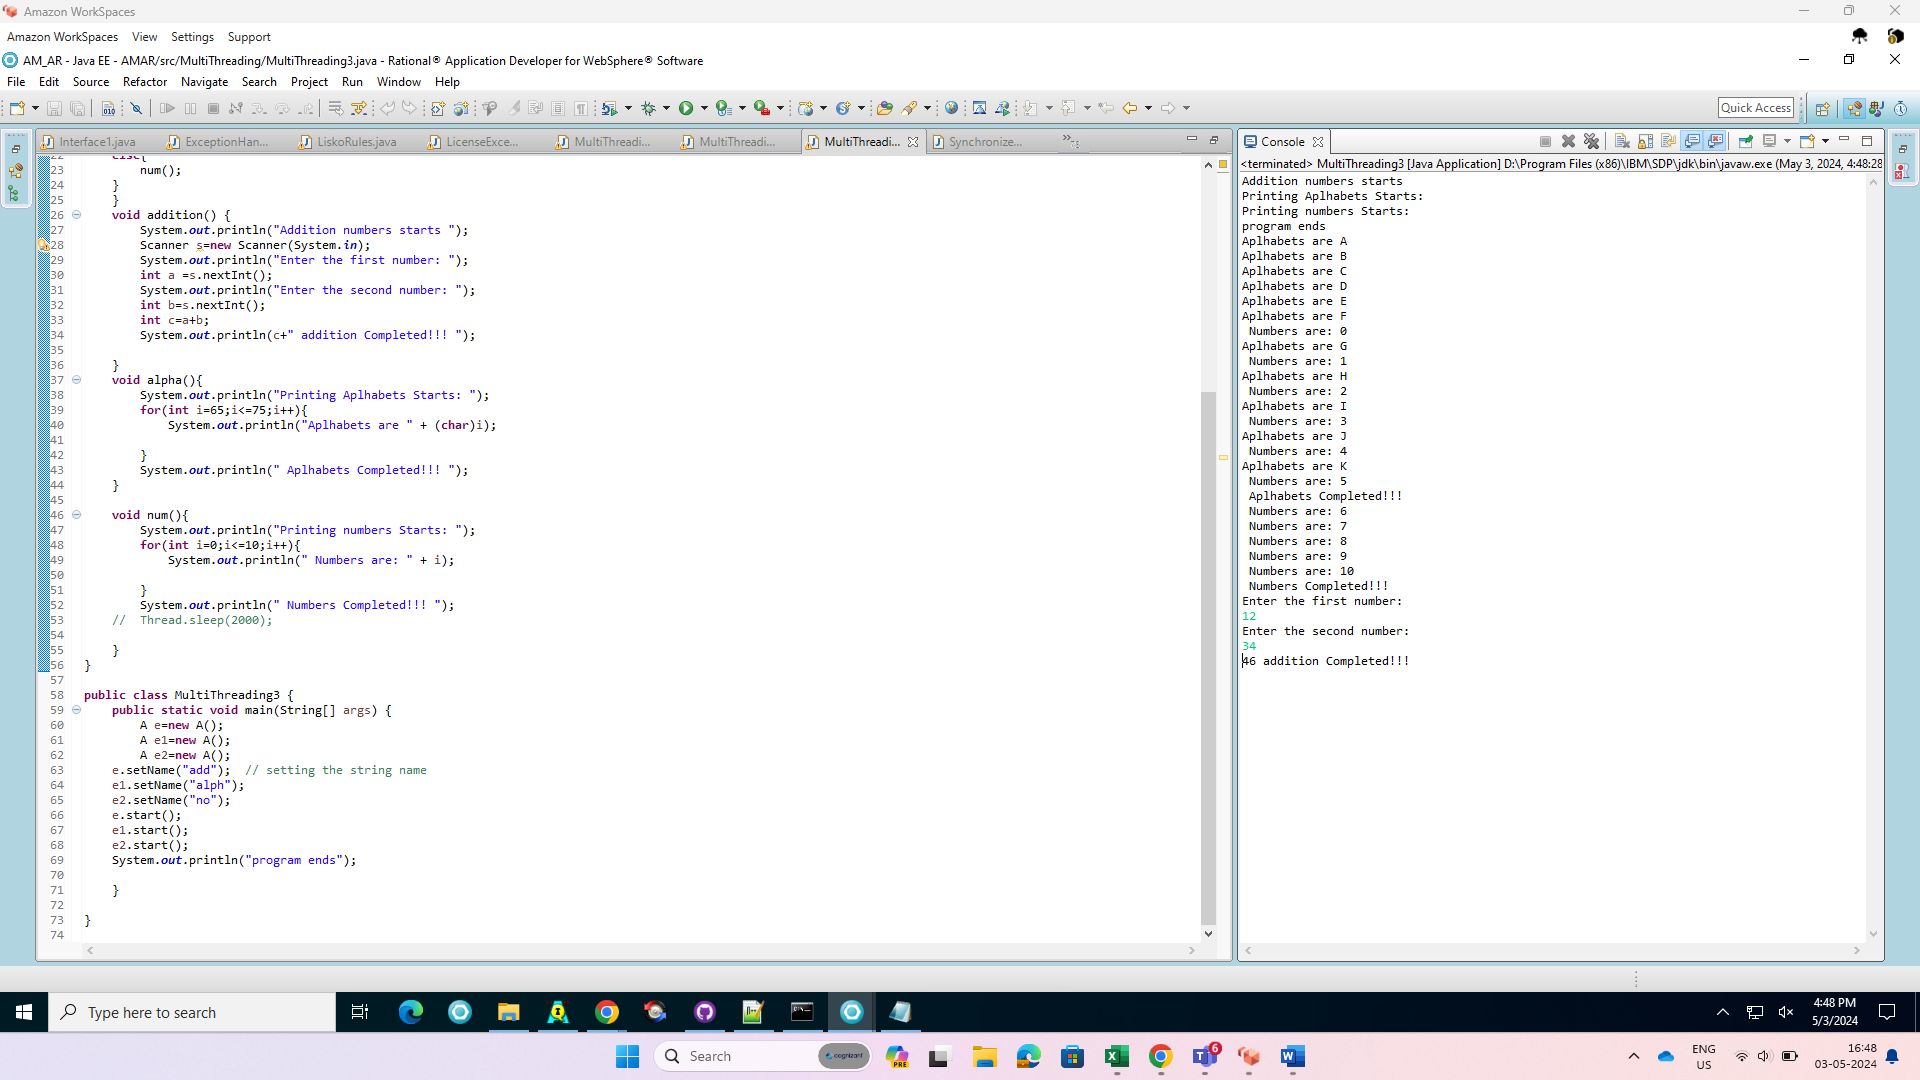 Amazon WorkSpaces
Amazon WorkSpaces View Settings Support
AM_AR - Java EE - AMAR/src/MultiThreading/MultiThreading3.java - Rational® Application Developer for WebSphere® Software
File Edit Source Refactor Navigate Search Project Run Window Help
Quick Access
Interface1.java ExceptionHan... LiskoRules.java LicenseExce... MultiThreadi... MultiThreadi... MultiThreadi... Synchronize...
22 else{
23 num();
24 }
25 }
26 void addition() {
27 System.out.println("Addition numbers starts ");
28 Scanner s=new Scanner(System.in);
29 System.out.println("Enter the first number: ");
30 int a =s.nextInt();
31 System.out.println("Enter the second number: ");
32 int b=s.nextInt();
33 int c=a+b;
34 System.out.println(c+" addition Completed!!! ");
35
36 }
37 void alpha(){
38 System.out.println("Printing Aplhabets Starts: ");
39 for(int i=65;i<=75;i++){
40 System.out.println("Aplhabets are " + (char)i);
41
42 }
43 System.out.println(" Aplhabets Completed!!! ");
44 }
45
46 void num(){
47 System.out.println("Printing numbers Starts: ");
48 for(int i=0;i<=10;i++){
49 System.out.println(" Numbers are: " + i);
50
51 }
52 System.out.println(" Numbers Completed!!! ");
53 // Thread.sleep(2000);
54
55 }
56 }
57
58 public class MultiThreading3 {
59 public static void main(String[] args) {
60 A e=new A();
61 A e1=new A();
62 A e2=new A();
63 e.setName("add"); // setting the string name
64 e1.setName("alph");
65 e2.setName("no");
66 e.start();
67 e1.start();
68 e2.start();
69 System.out.println("program ends");
70
71 }
72
73 }
74
Console
<terminated> MultiThreading3 [Java Application] D:\Program Files (x86)\IBM\SDP\jdk\bin\javaw.exe (May 3, 2024, 4:48:28
Addition numbers starts
Printing Aplhabets Starts:
Printing numbers Starts:
program ends
Aplhabets are A
Aplhabets are B
Aplhabets are C
Aplhabets are D
Aplhabets are E
Aplhabets are F
Numbers are: 0
Aplhabets are G
Numbers are: 1
Aplhabets are H
Numbers are: 2
Aplhabets are I
Numbers are: 3
Aplhabets are J
Numbers are: 4
Aplhabets are K
Numbers are: 5
Aplhabets Completed!!!
Numbers are: 6
Numbers are: 7
Numbers are: 8
Numbers are: 9
Numbers are: 10
Numbers Completed!!!
Enter the first number:
12
Enter the second number:
34
46 addition Completed!!!
Type here to search
4:48 PM
5/3/2024
Search
cognizant
PRE
6
ENG
US
16:48
03-05-2024